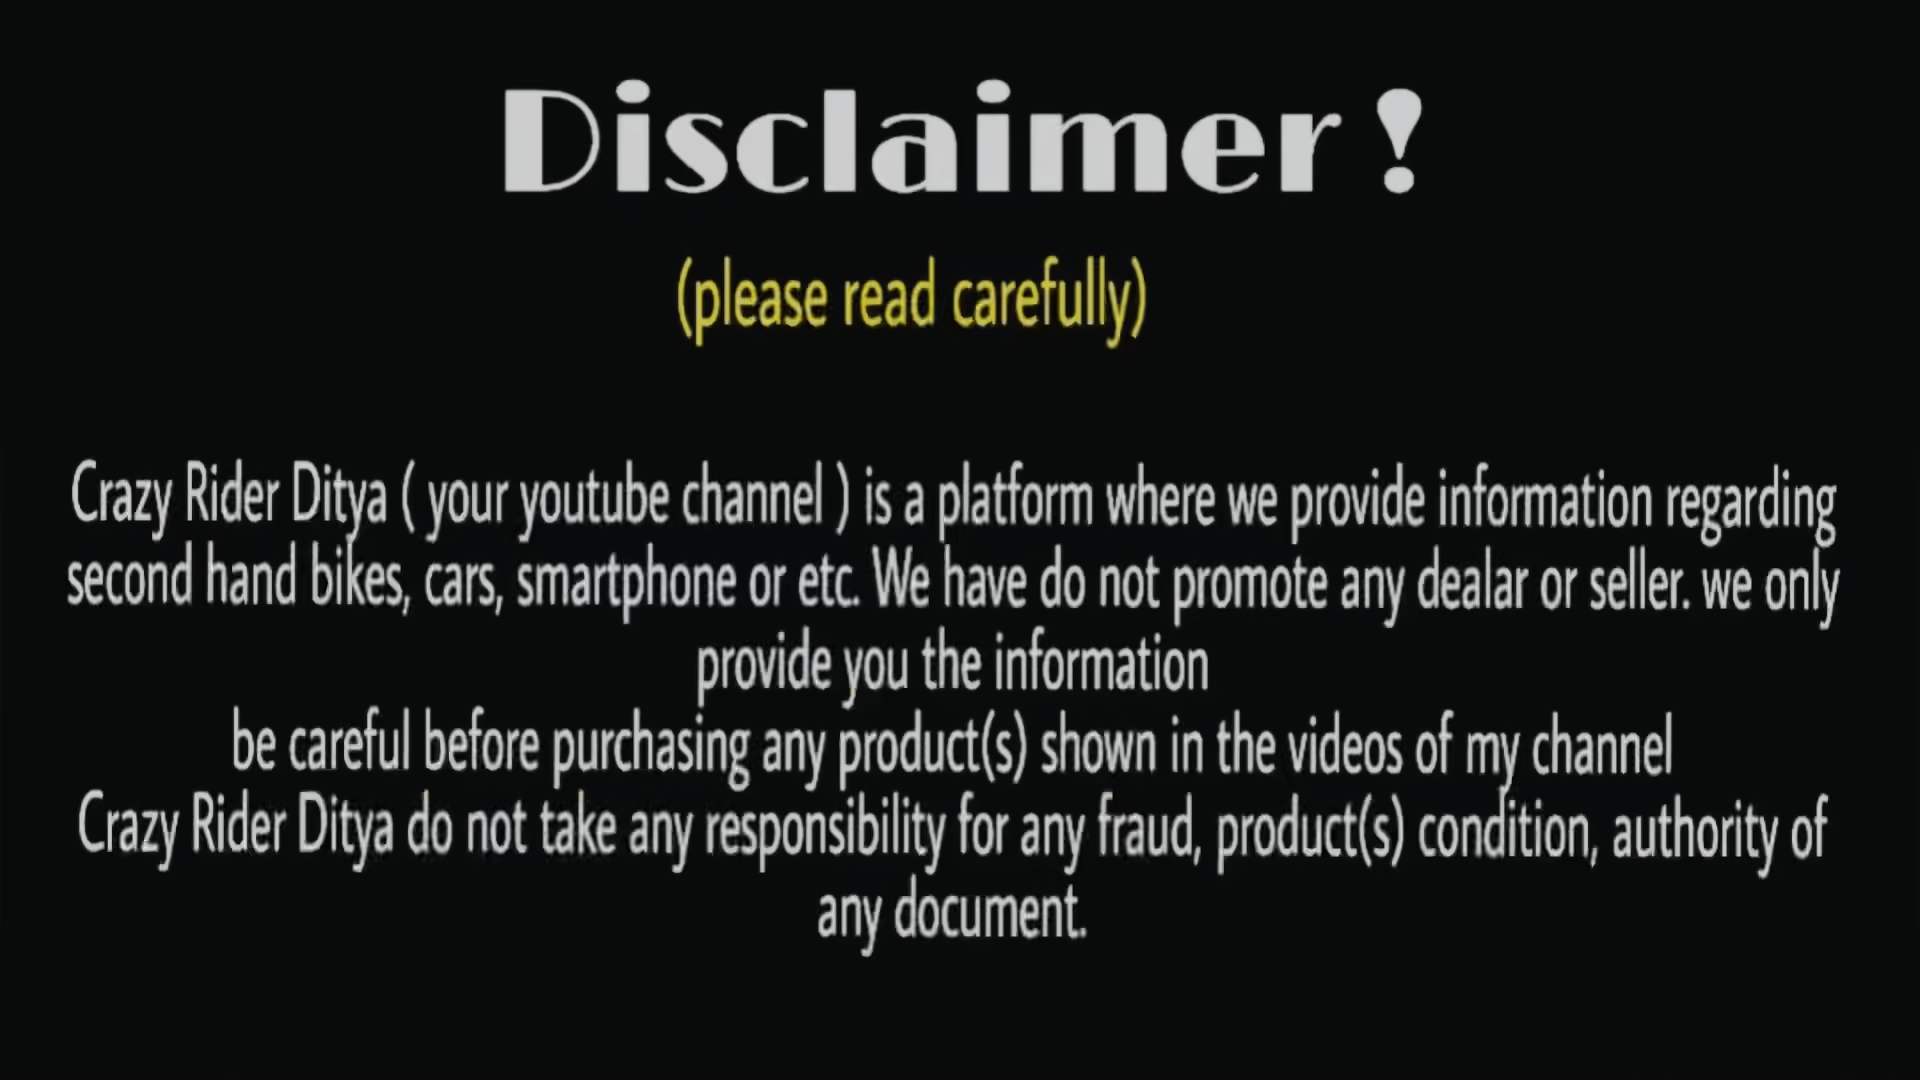 Disclaimer !
(please read carefully)
Crazy Rider Ditya ( your youtube channel ) is a platform where we provide information regarding
second hand bikes, cars, smartphone or etc. We have do not promote any dealar or seller. we only
provide you the information
be careful before purchasing any product(s) shown in the videos of my channel
Crazy Rider Ditya do not take any responsibility for any fraud, product(s) condition, authority of
any document.